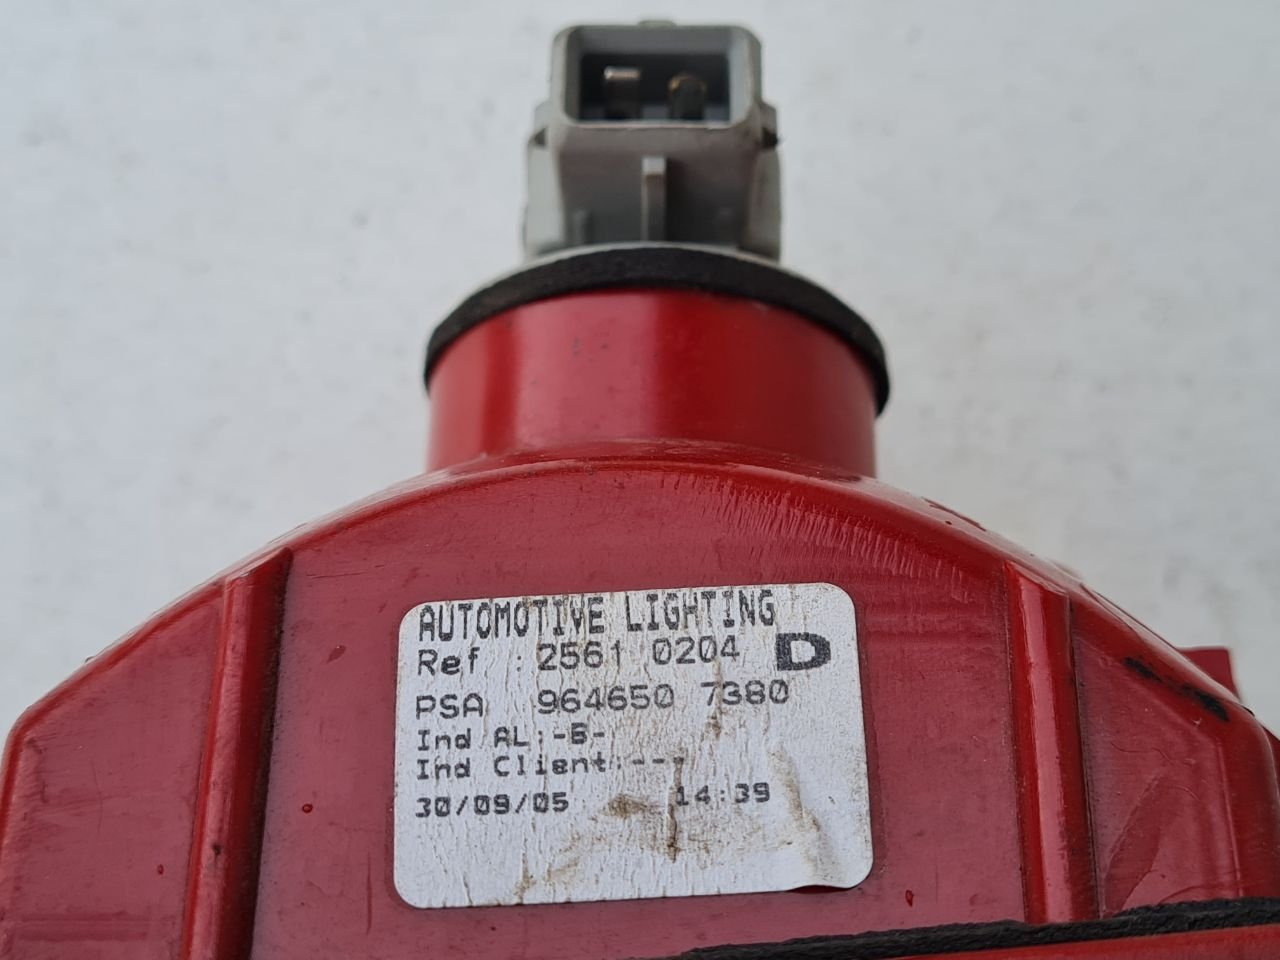 AUTOMOTIVE LIGHTING
Ref : 2561 0204 D
PSA 964650 7380
Ind AL:-B-
Ind Client:---
30/09/05 14:39